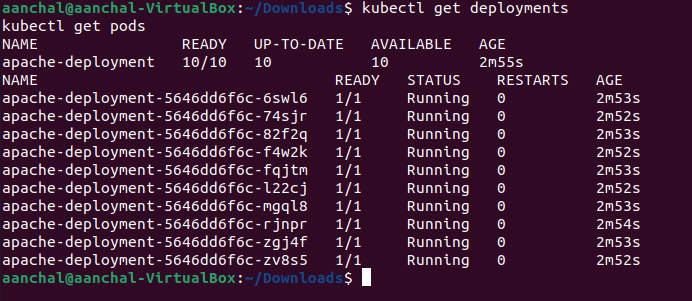 aanchal@aanchal-VirtualBox:~/Downloads$ kubectl get deployments
kubectl get pods
NAME READY UP-TO-DATE AVAILABLE AGE
apache-deployment 10/10 10 10 2m55s
NAME READY STATUS RESTARTS AGE
apache-deployment-5646dd6f6c-6swl6 1/1 Running 0 2m53s
apache-deployment-5646dd6f6c-74sjr 1/1 Running 0 2m52s
apache-deployment-5646dd6f6c-82f2q 1/1 Running 0 2m53s
apache-deployment-5646dd6f6c-f4w2k 1/1 Running 0 2m52s
apache-deployment-5646dd6f6c-fqjtm 1/1 Running 0 2m53s
apache-deployment-5646dd6f6c-l22cj 1/1 Running 0 2m52s
apache-deployment-5646dd6f6c-mgql8 1/1 Running 0 2m53s
apache-deployment-5646dd6f6c-rjnpr 1/1 Running 0 2m54s
apache-deployment-5646dd6f6c-zgj4f 1/1 Running 0 2m53s
apache-deployment-5646dd6f6c-zv8s5 1/1 Running 0 2m52s
aanchal@aanchal-VirtualBox:~/Downloads$